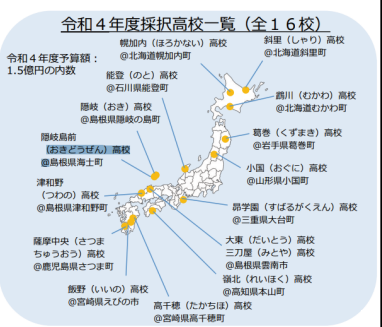 令和４年度採択高校一覧（全１６校）
令和４年度予算額：
1.5億円の内数
幌加内（ほろかない）高校
@北海道幌加内町
斜里（しゃり）高校
@北海道斜里町
能登（のと）高校
@石川県能登町
鵡川（むかわ）高校
@北海道むかわ町
隠岐（おき）高校
@島根県隠岐の島町
葛巻（くずまき）高校
@岩手県葛巻町
隠岐島前
（おきどうぜん）高校
@島根県海士町
小国（おぐに）高校
@山形県小国町
津和野
（つわの）高校
@島根県津和野町
昴学園（すばるがくえん）高校
@三重県大台町
薩摩中央（さつま
ちゅうおう）高校
@鹿児島県さつま町
大東（だいとう）高校
三刀屋（みとや）高校
@島根県雲南市
嶺北（れいほく）高校
@高知県本山町
飯野（いいの）高校
@宮崎県えびの市
高千穂（たかちほ）高校
@宮崎県高千穂町